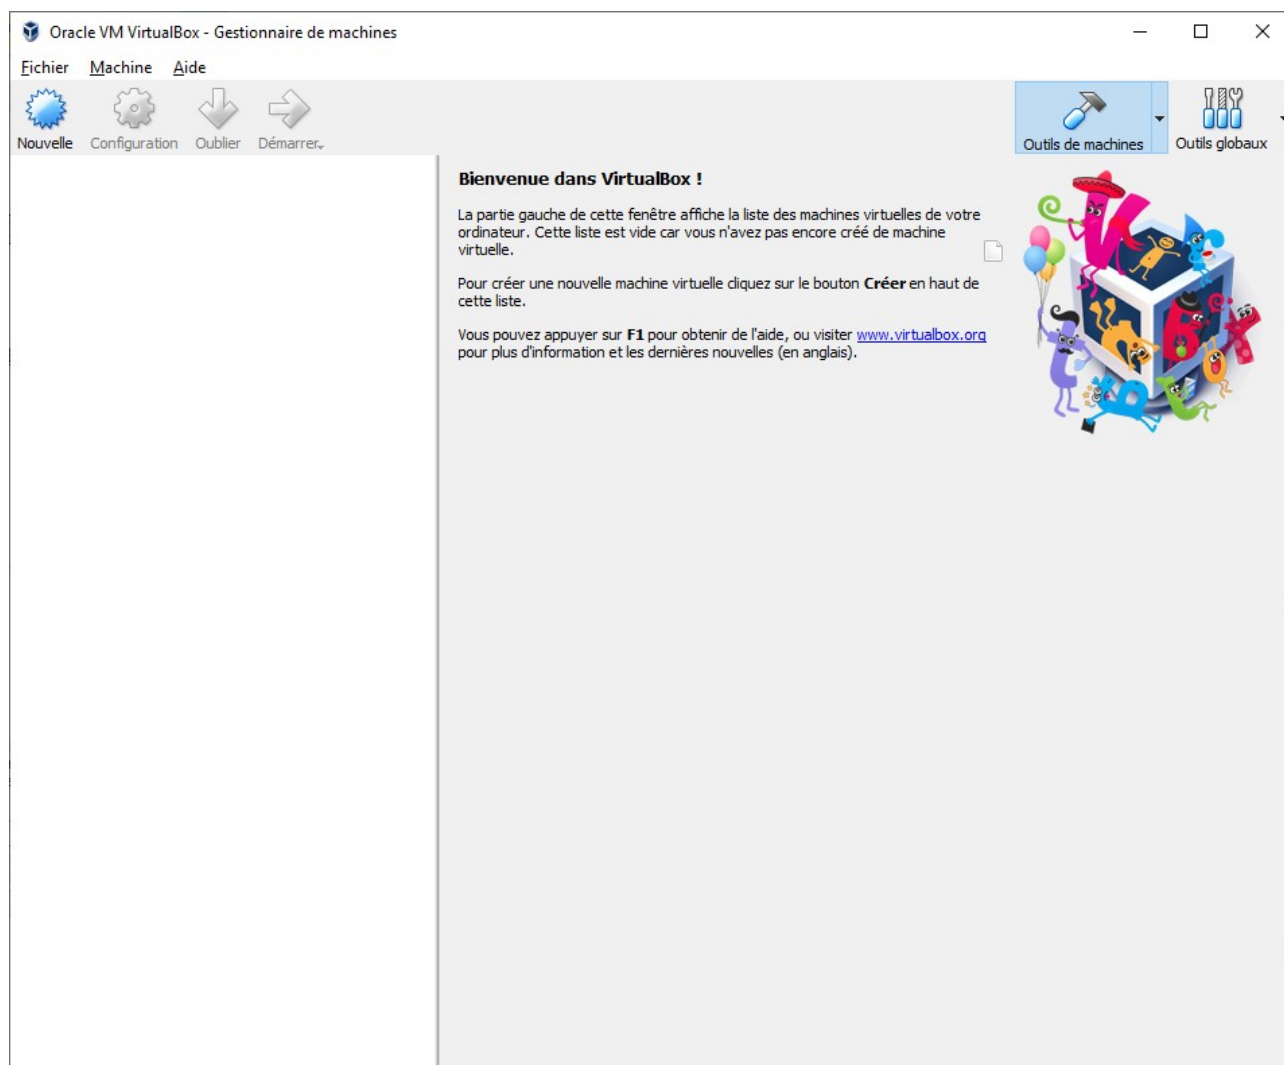 Oracle VM VirtualBox - Gestionnaire de machines
Fichier Machine Aide
Nouvelle Configuration Oublier Démarrer Outils de machines Outils globaux
Bienvenue dans VirtualBox !
La partie gauche de cette fenêtre affiche la liste des machines virtuelles de votre
ordinateur. Cette liste est vide car vous n'avez pas encore créé de machine
virtuelle.
Pour créer une nouvelle machine virtuelle cliquez sur le bouton Créer en haut de
cette liste.
Vous pouvez appuyer sur F1 pour obtenir de l'aide, ou visiter www.virtualbox.org
pour plus d'information et les dernières nouvelles (en anglais).